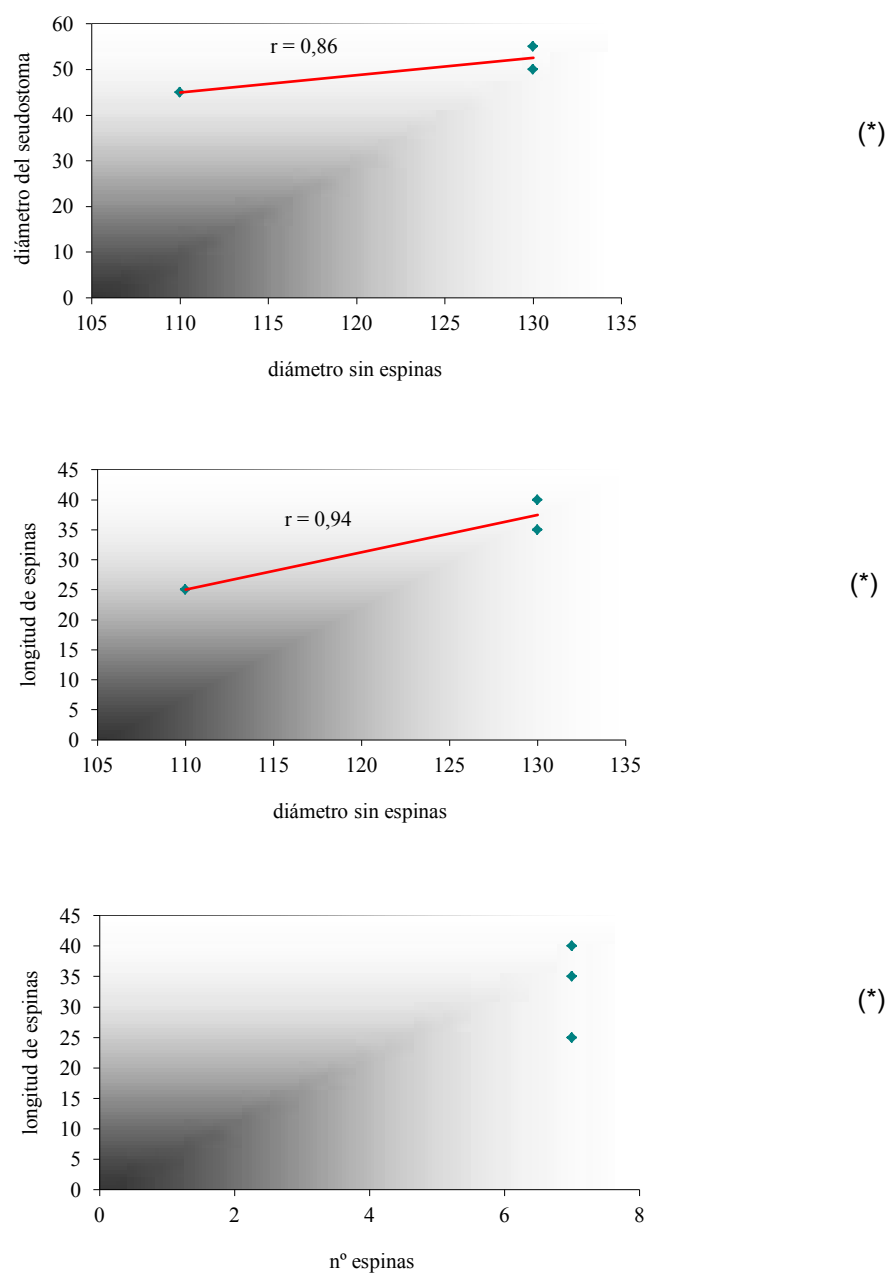 60
50
40
30
20
10
0
diámetro del seudostoma
r = 0,86
(*)
105 110 115 120 125 130 135
diámetro sin espinas
45
40
35
30
25
20
15
10
5
0
longitud de espinas
r = 0,94
(*)
105 110 115 120 125 130 135
diámetro sin espinas
45
40
35
30
25
20
15
10
5
0
longitud de espinas
(*)
0 2 4 6 8
nº espinas